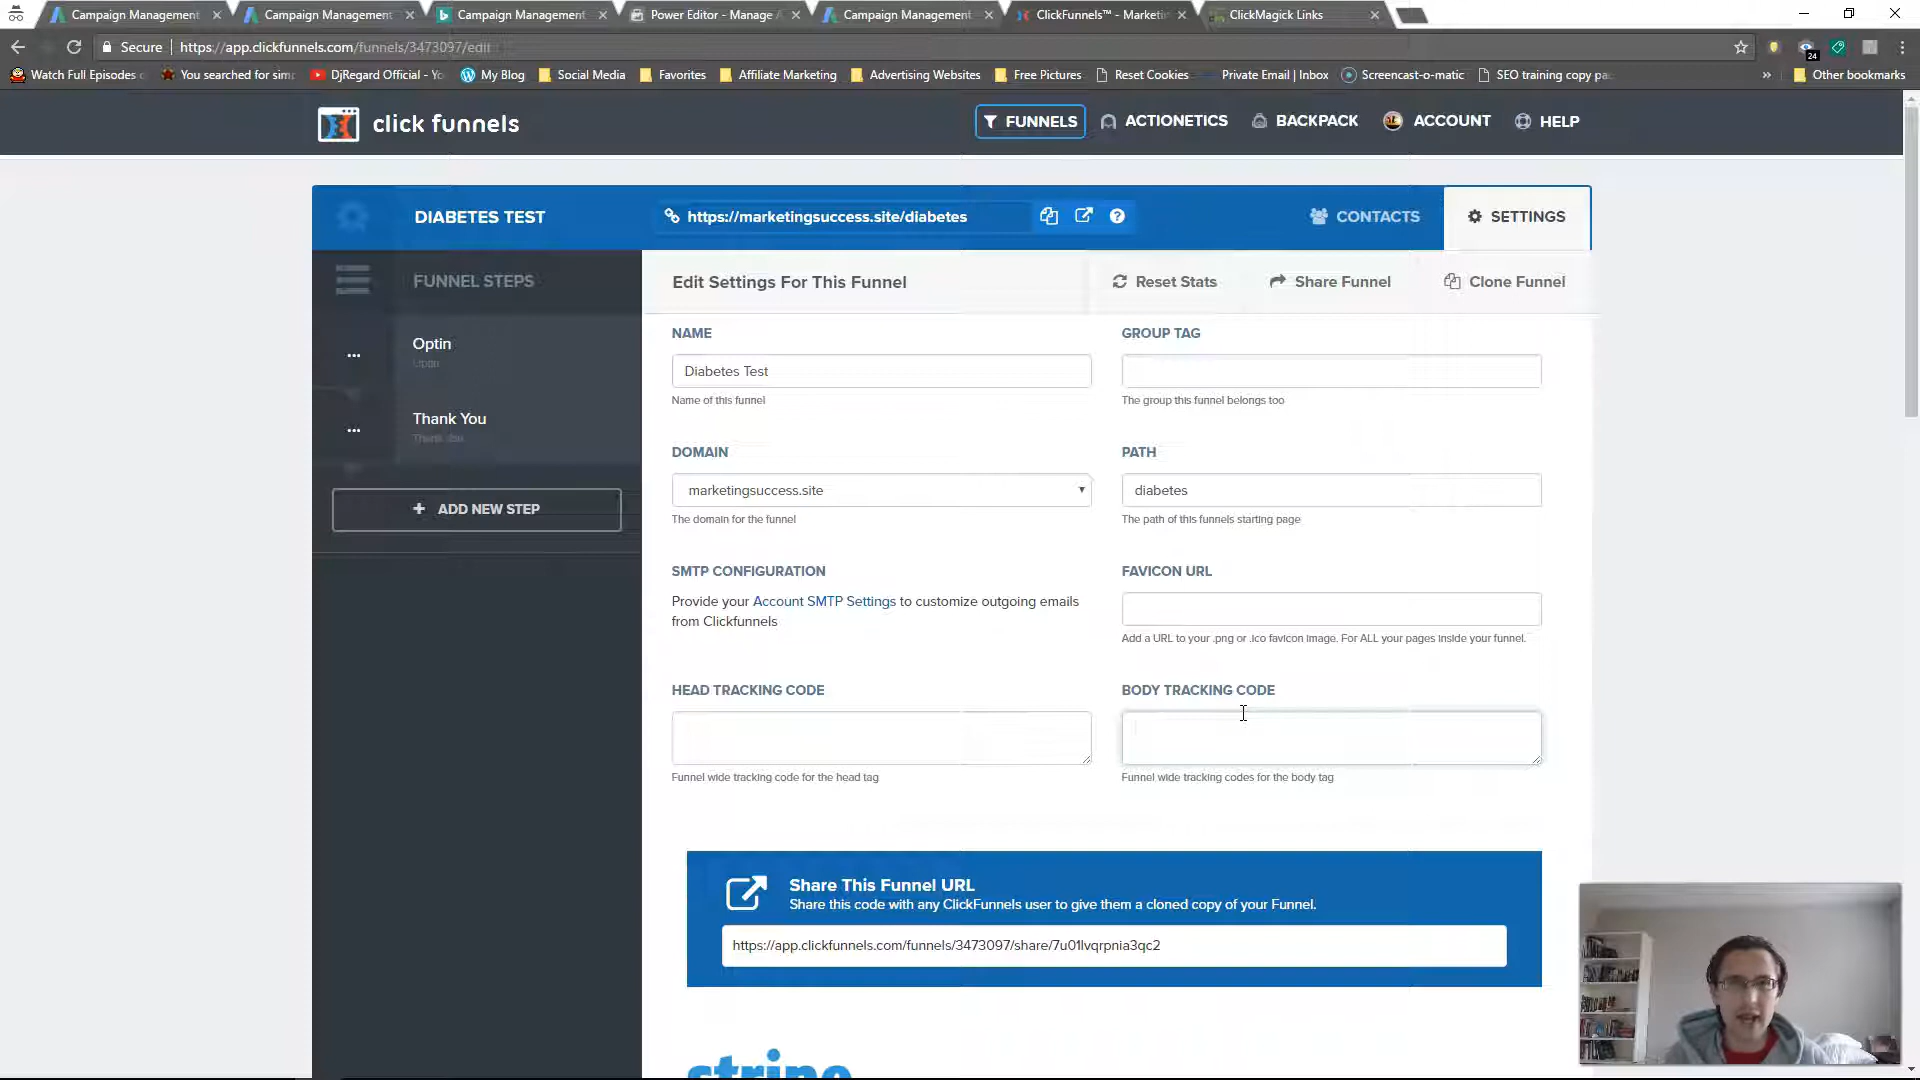 Campaign Management
Campaign Management
Campaign Management
Power Editor - Manage
Campaign Management
ClickFunnels™ - Marketi
ClickMagick Links
Secure
https://app.clickfunnels.com/funnels/3473097/edit
24
Watch Full Episodes
You searched for sim
DjRegard Official - Yo
My Blog
Social Media
Favorites
Affiliate Marketing
Advertising Websites
Free Pictures
Reset Cookies
Private Email | Inbox
Screencast-o-matic
SEO training copy pa
»
Other bookmarks
click funnels
FUNNELS
ACTIONETICS
BACKPACK
ACCOUNT
HELP
DIABETES TEST
https://marketingsuccess.site/diabetes
CONTACTS
SETTINGS
FUNNEL STEPS
Edit Settings For This Funnel
Reset Stats
Share Funnel
Clone Funnel
Optin
Optin
Thank You
Thank You
+ ADD NEW STEP
NAME
Diabetes Test
Name of this funnel
GROUP TAG
The group this funnel belongs too
DOMAIN
marketingsuccess.site
The domain for the funnel
PATH
diabetes
The path of this funnels starting page
SMTP CONFIGURATION
Provide your Account SMTP Settings to customize outgoing emails
from Clickfunnels
FAVICON URL
Add a URL to your .png or .ico favicon image. For ALL your pages inside your funnel.
HEAD TRACKING CODE
Funnel wide tracking code for the head tag
BODY TRACKING CODE
Funnel wide tracking codes for the body tag
Share This Funnel URL
Share this code with any ClickFunnels user to give them a cloned copy of your Funnel.
https://app.clickfunnels.com/funnels/3473097/share/7u01lvqrpnia3qc2
stripe